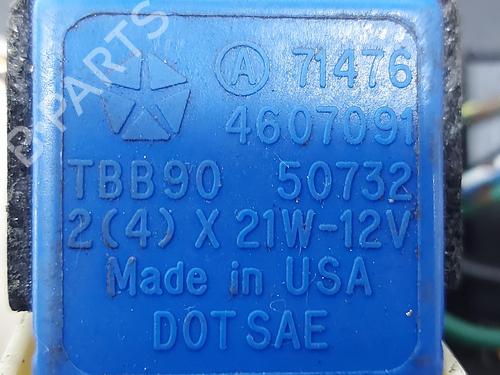 A 71476
4607091
TBB90 50732
2(4) X 21W-12V
Made in USA
DOT SAE
B-PARTS